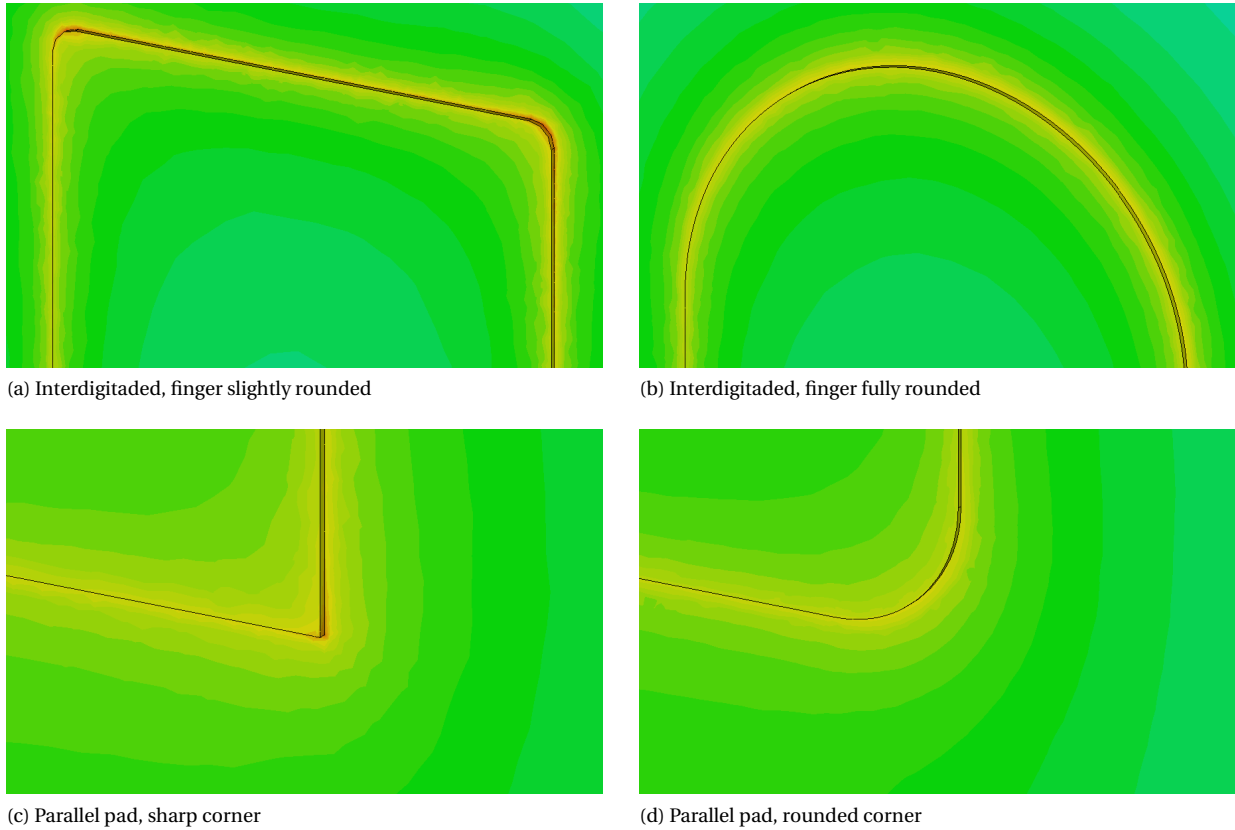 (a) Interdigitaded, finger slightly rounded
(b) Interdigitaded, finger fully rounded
(c) Parallel pad, sharp corner
(d) Parallel pad, rounded corner